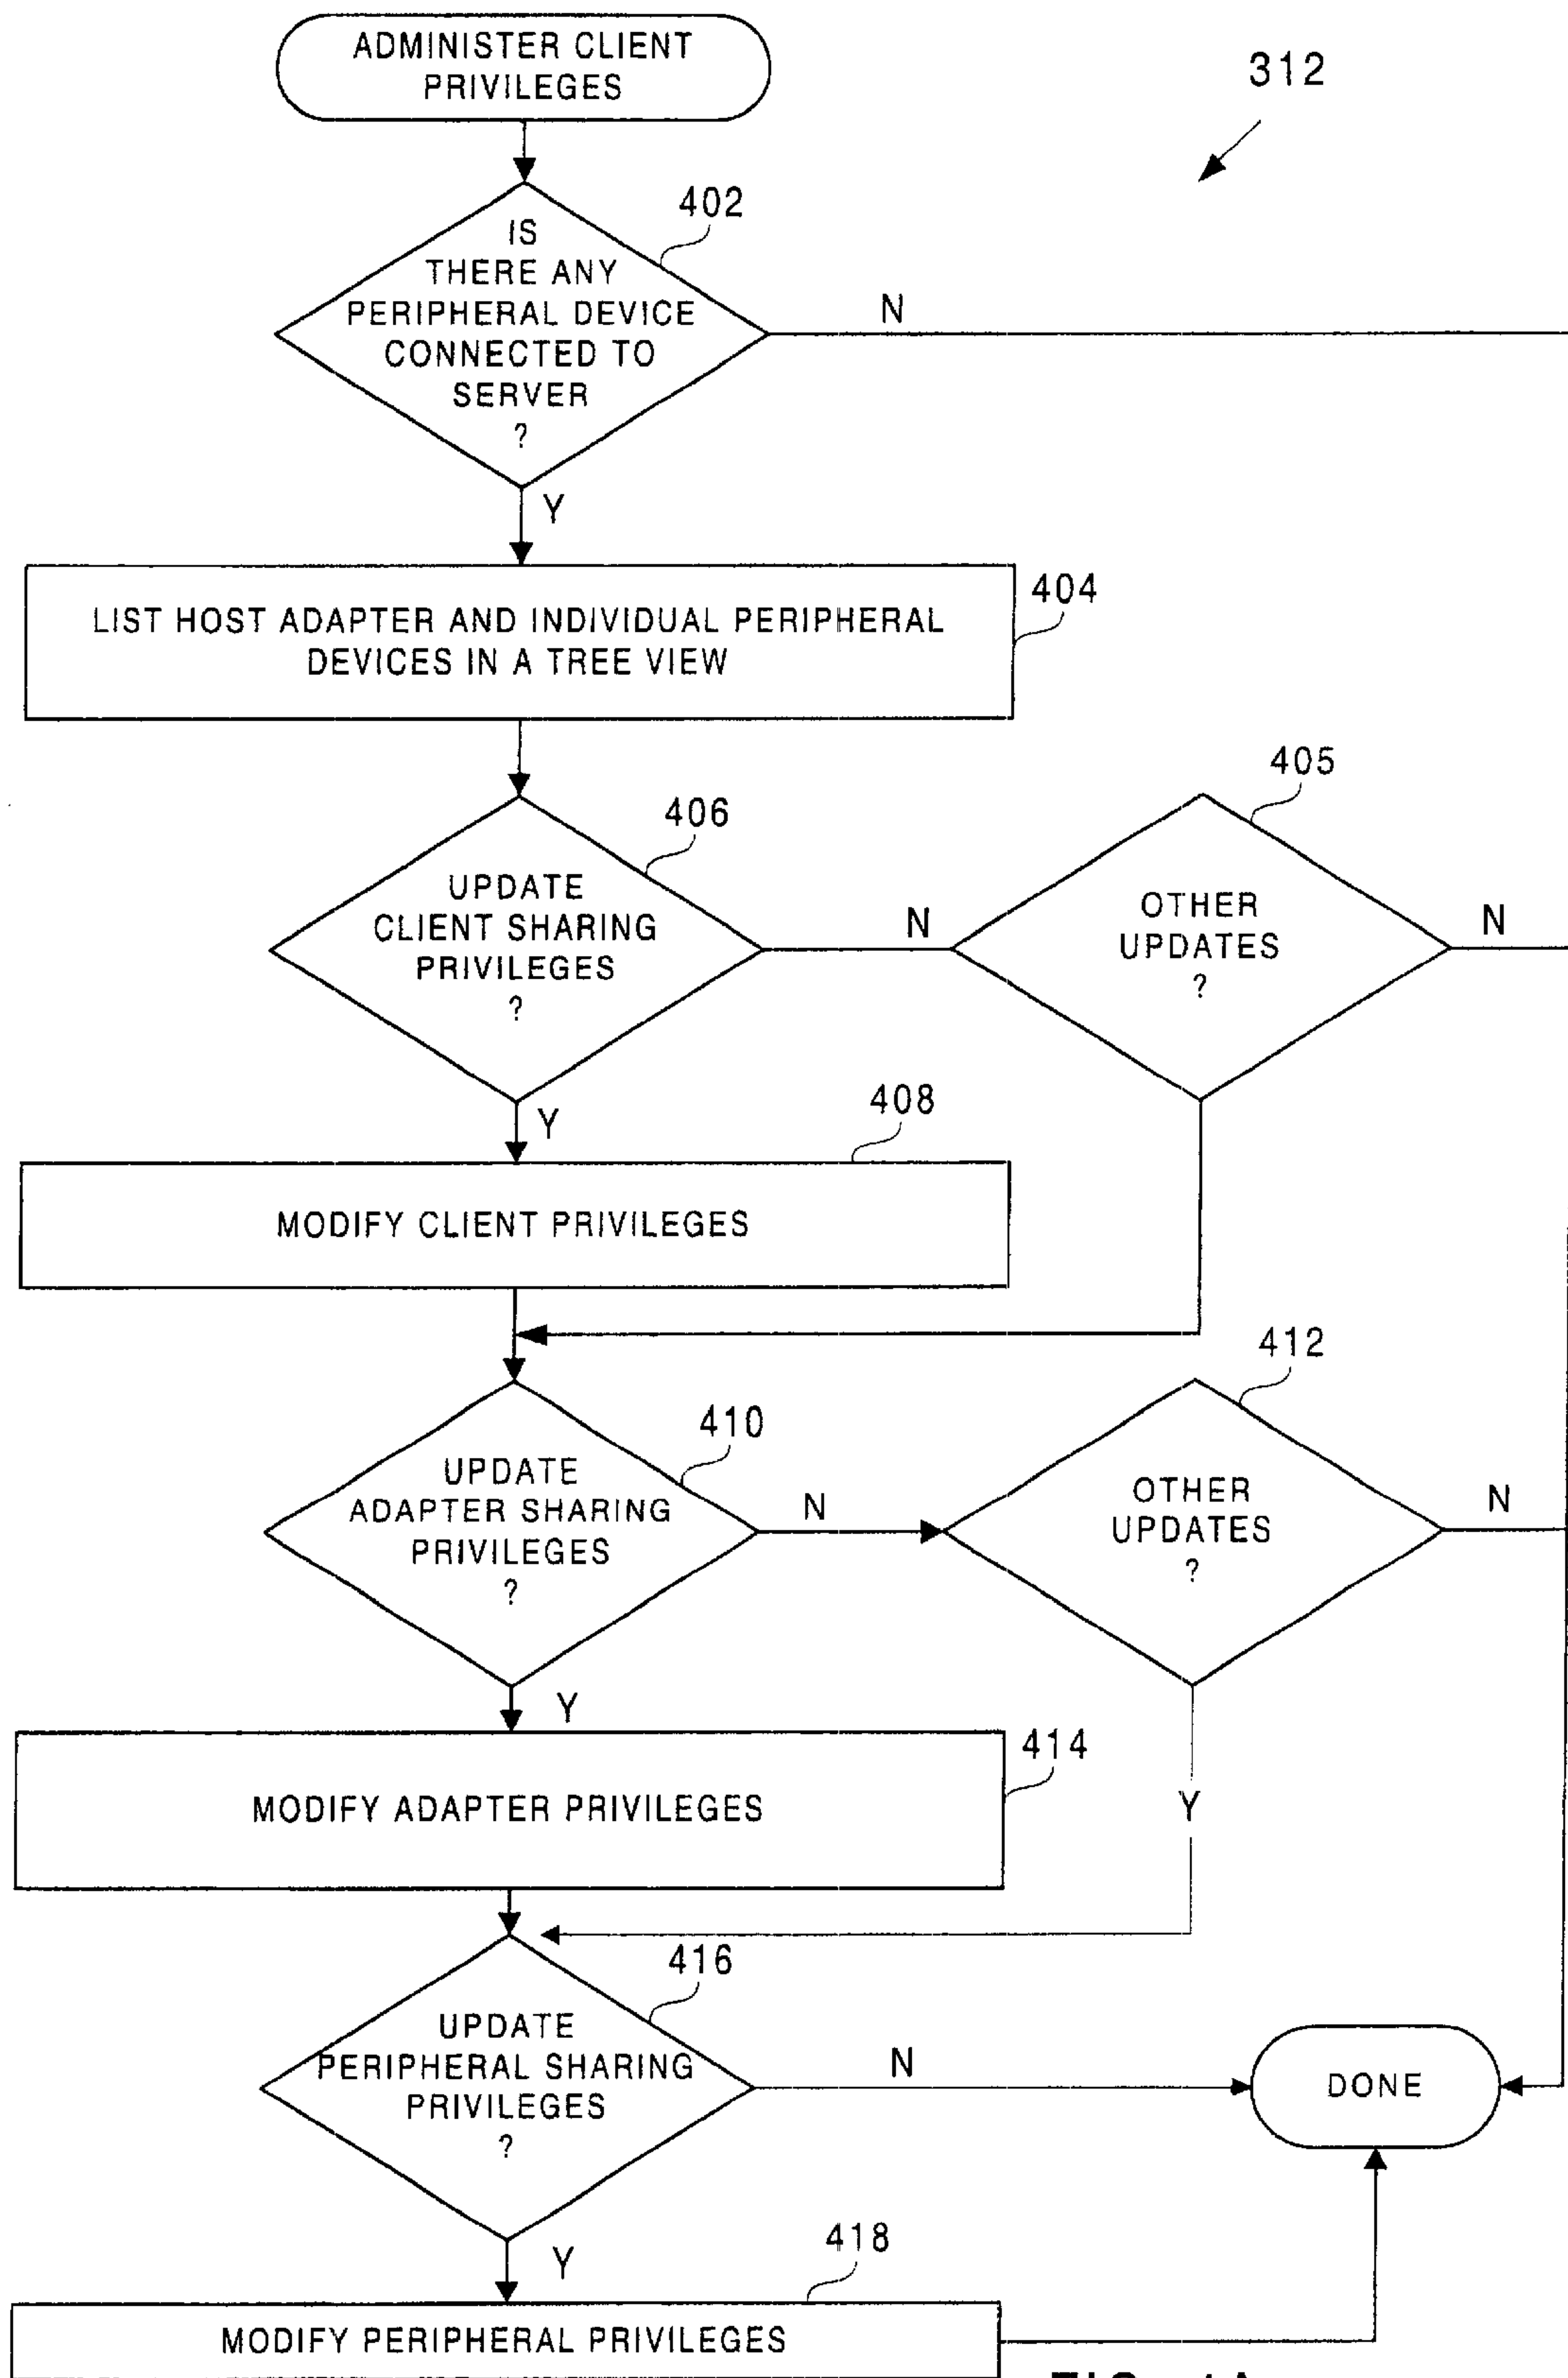 ADMINISTER CLIENT
PRIVILEGES
312
402
IS
THERE ANY
PERIPHERAL DEVICE
CONNECTED TO
SERVER
?
N
Y
404
LIST HOST ADAPTER AND INDIVIDUAL PERIPHERAL
DEVICES IN A TREE VIEW
406
UPDATE
CLIENT SHARING
PRIVILEGES
?
N
405
OTHER
UPDATES
?
N
Y
408
MODIFY CLIENT PRIVILEGES
410
UPDATE
ADAPTER SHARING
PRIVILEGES
?
N
412
OTHER
UPDATES
?
N
Y
Y
414
MODIFY ADAPTER PRIVILEGES
416
UPDATE
PERIPHERAL SHARING
PRIVILEGES
?
N
DONE
Y
418
MODIFY PERIPHERAL PRIVILEGES